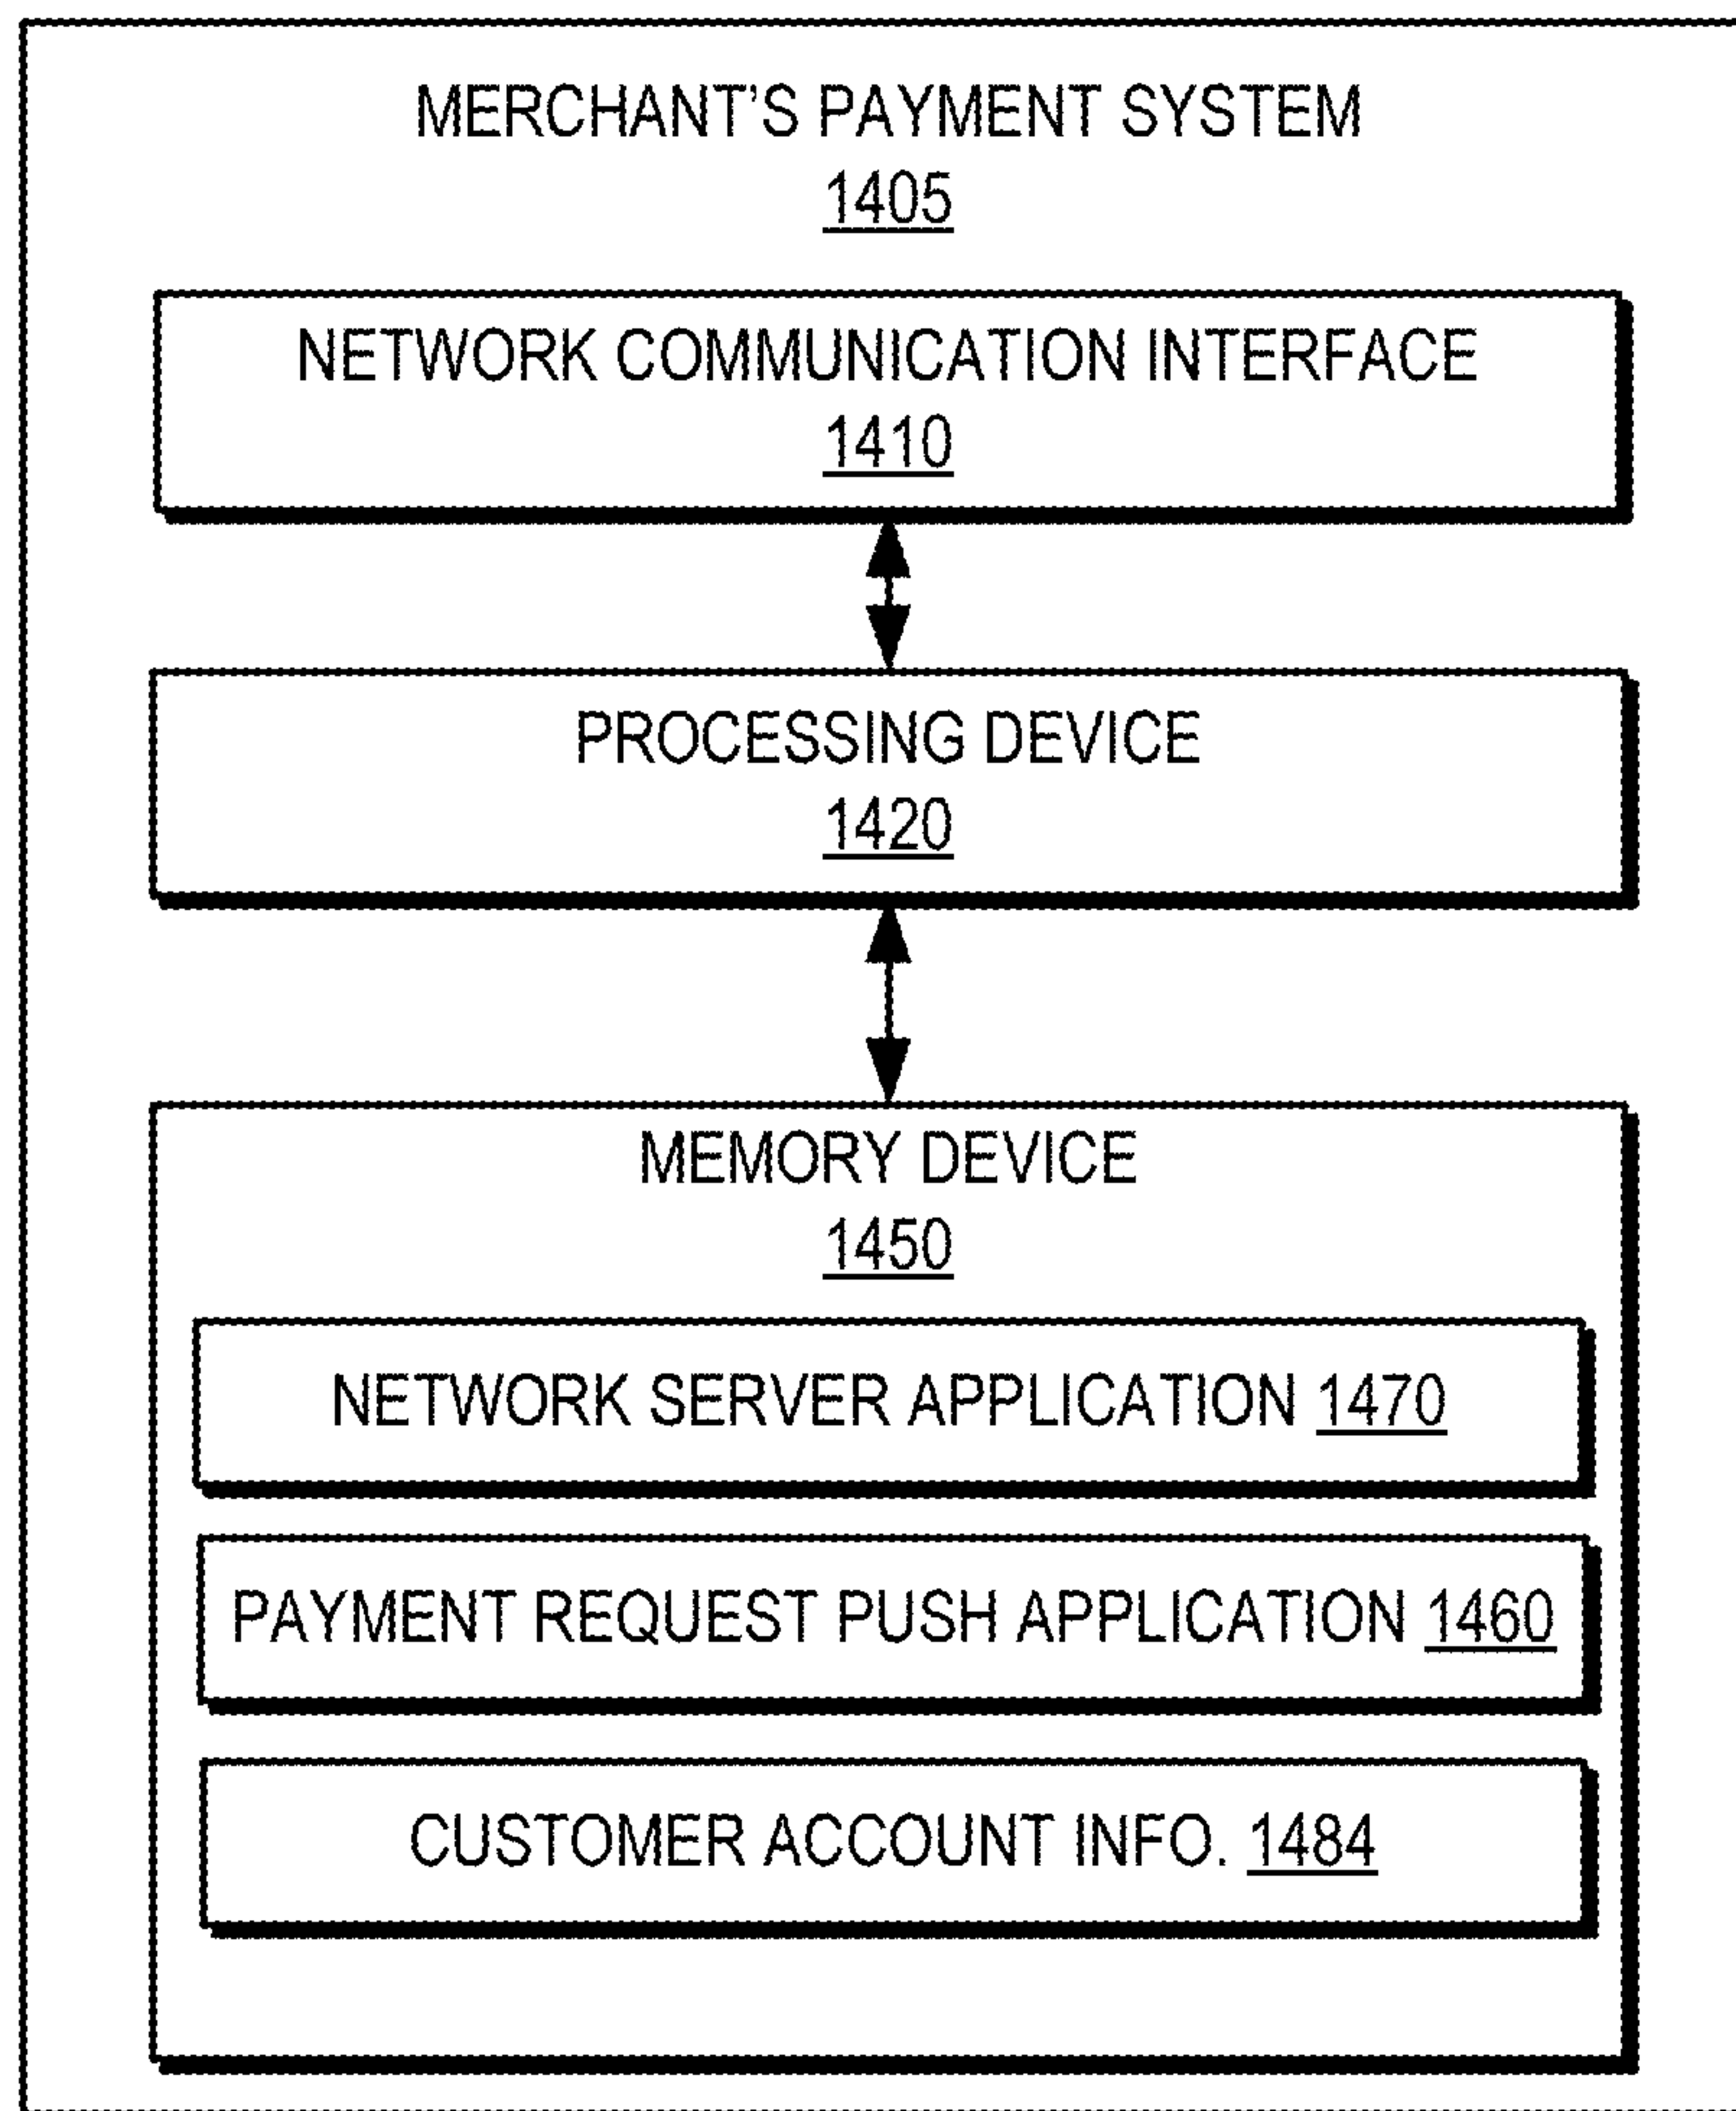 MERCHANT'S PAYMENT SYSTEM
1405
NETWORK COMMUNICATION INTERFACE
1410
PROCESSING DEVICE
1420
MEMORY DEVICE
1450
NETWORK SERVER APPLICATION 1470
PAYMENT REQUEST PUSH APPLICATION 1460
CUSTOMER ACCOUNT INFO. 1484